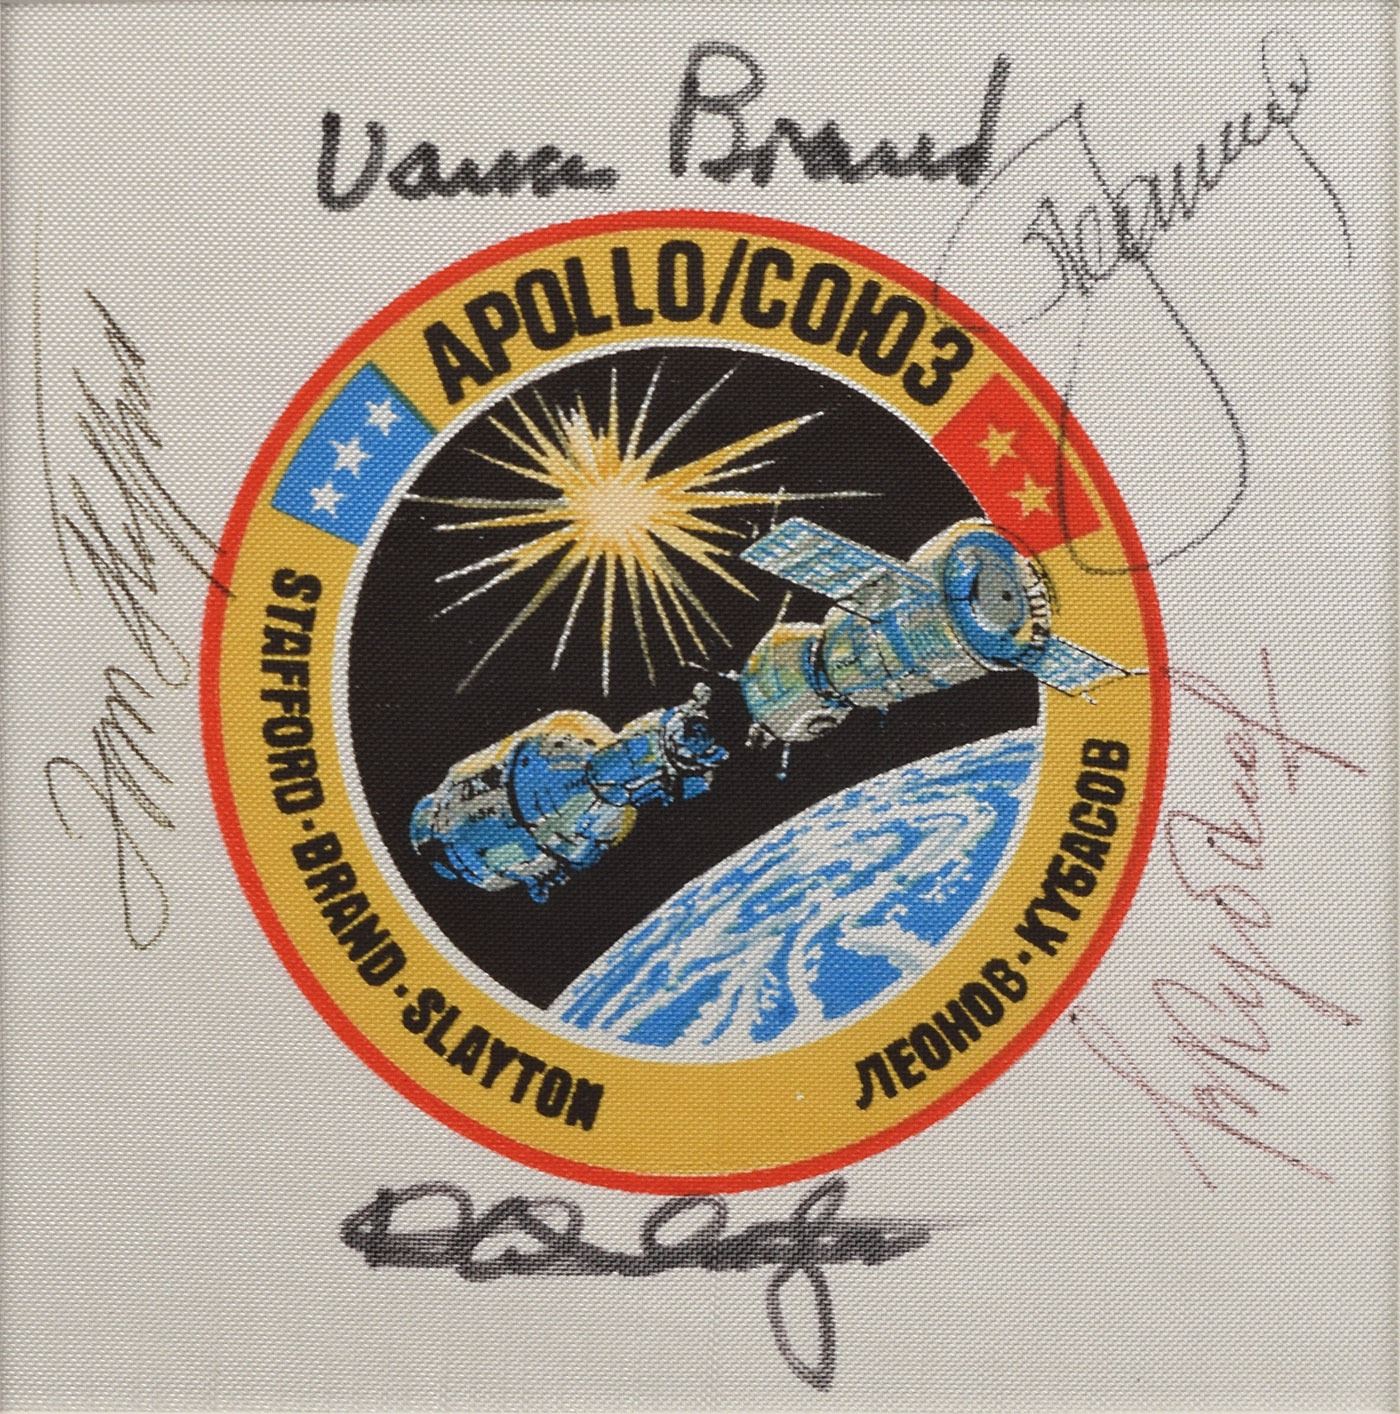 Vance Brand
APOLLO/СОЮЗ
STAFFORD·BRAND·SLAYTON
ЛЕОНОВ·КУБАСОВ